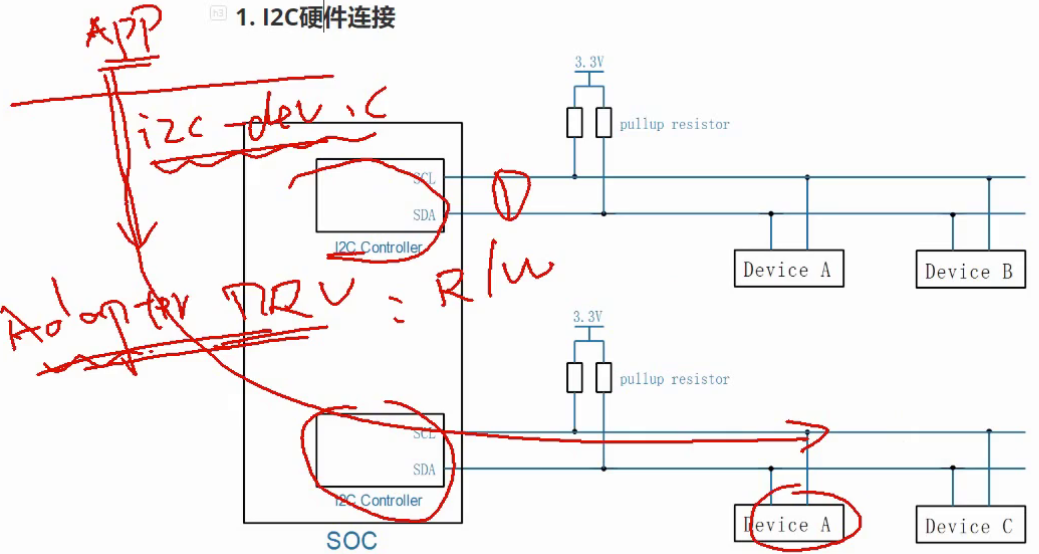 h3
1. I2C硬件连接
APP
i2c-dev.c
3.3V
pullup resistor
SCL
SDA
I2C Controller
Device A
Device B
Adapter DRV : R/W
3.3V
pullup resistor
SCL
SDA
I2C Controller
Device A
Device C
SOC